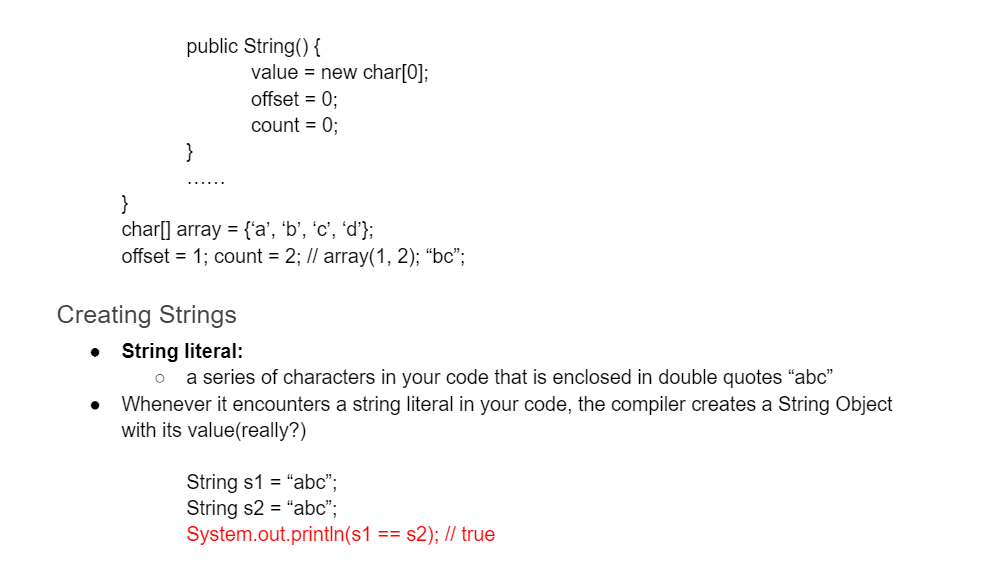 public String() {
value = new char[0];
offset = 0;
count = 0;
}
……
}
char[] array = {‘a’, ‘b’, ‘c’, ‘d’};
offset = 1; count = 2; // array(1, 2); “bc”;
Creating Strings
● String literal:
○ a series of characters in your code that is enclosed in double quotes “abc”
● Whenever it encounters a string literal in your code, the compiler creates a String Object
with its value(really?)
String s1 = “abc”;
String s2 = “abc”;
System.out.println(s1 == s2); // true